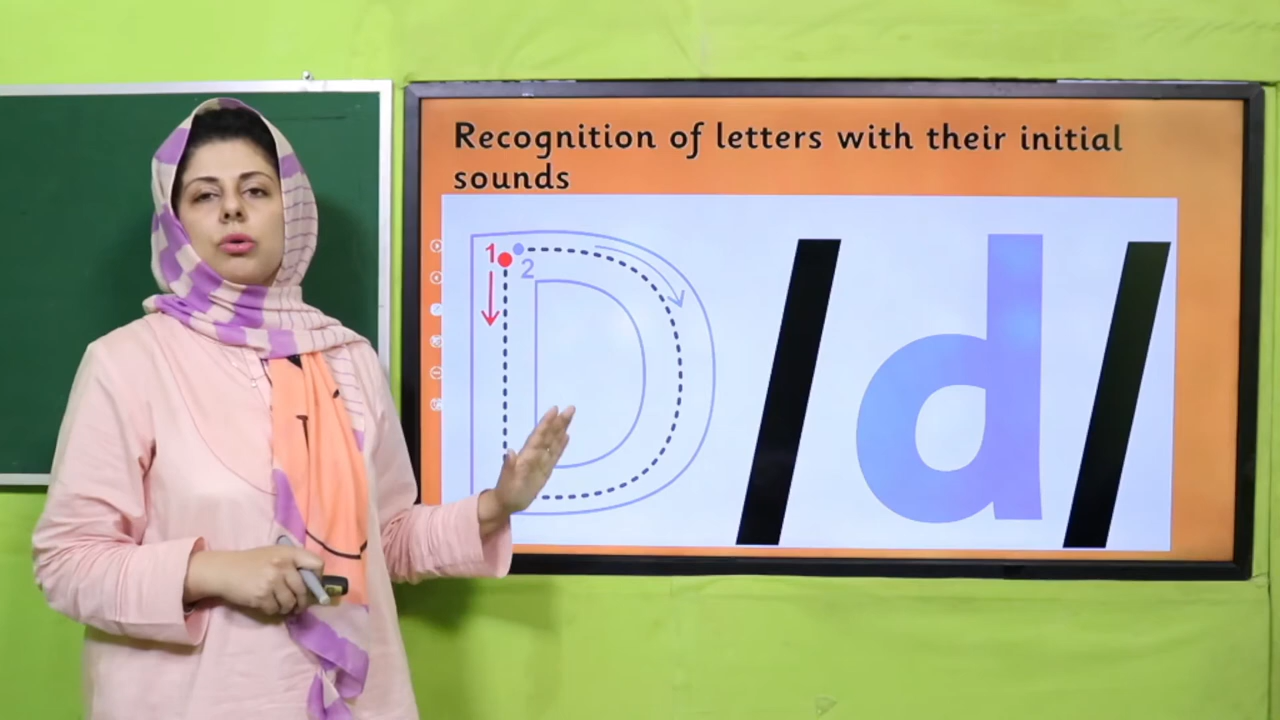 Recognition of letters with their initial
sounds
1
2
D / d /